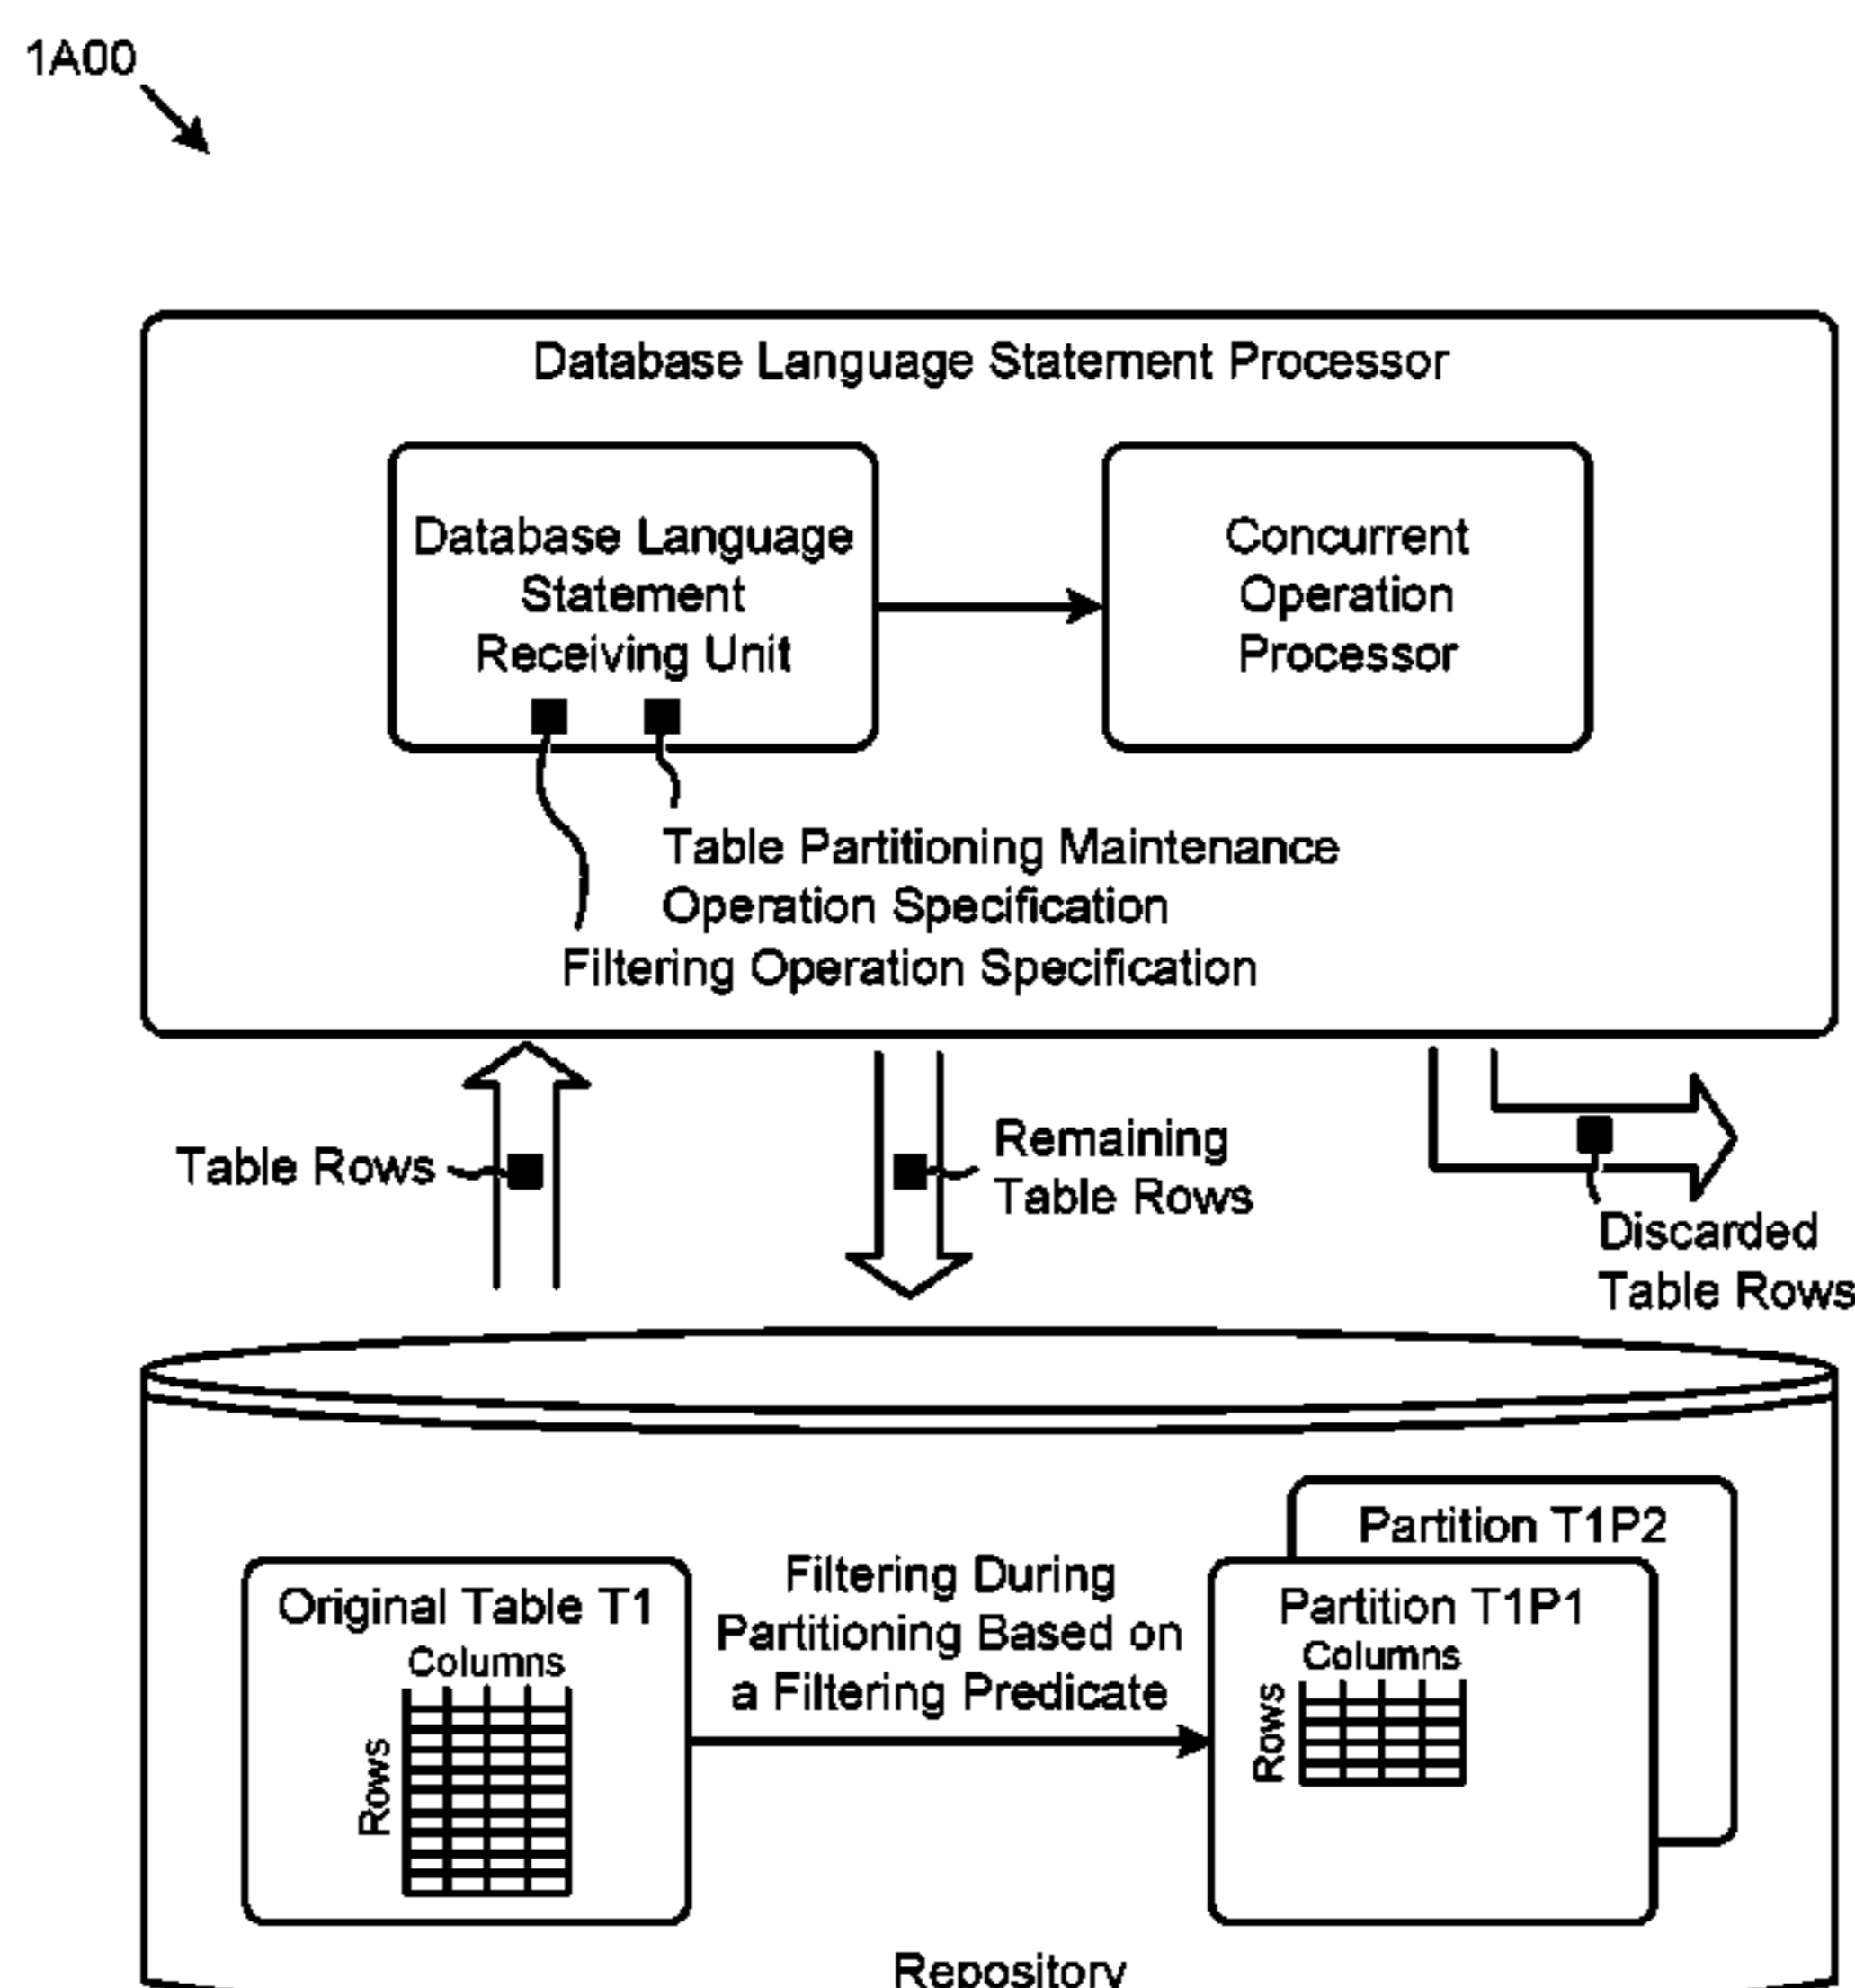 1A00
Database Language Statement Processor
Database Language
Statement
Receiving Unit
Concurrent
Operation
Processor
Table Partitioning Maintenance
Operation Specification
Filtering Operation Specification
Table Rows
Remaining
Table Rows
Discarded
Table Rows
Original Table T1
Columns
Rows
Filtering During
Partitioning Based on
a Filtering Predicate
Partition T1P2
Partition T1P1
Columns
Rows
Repository